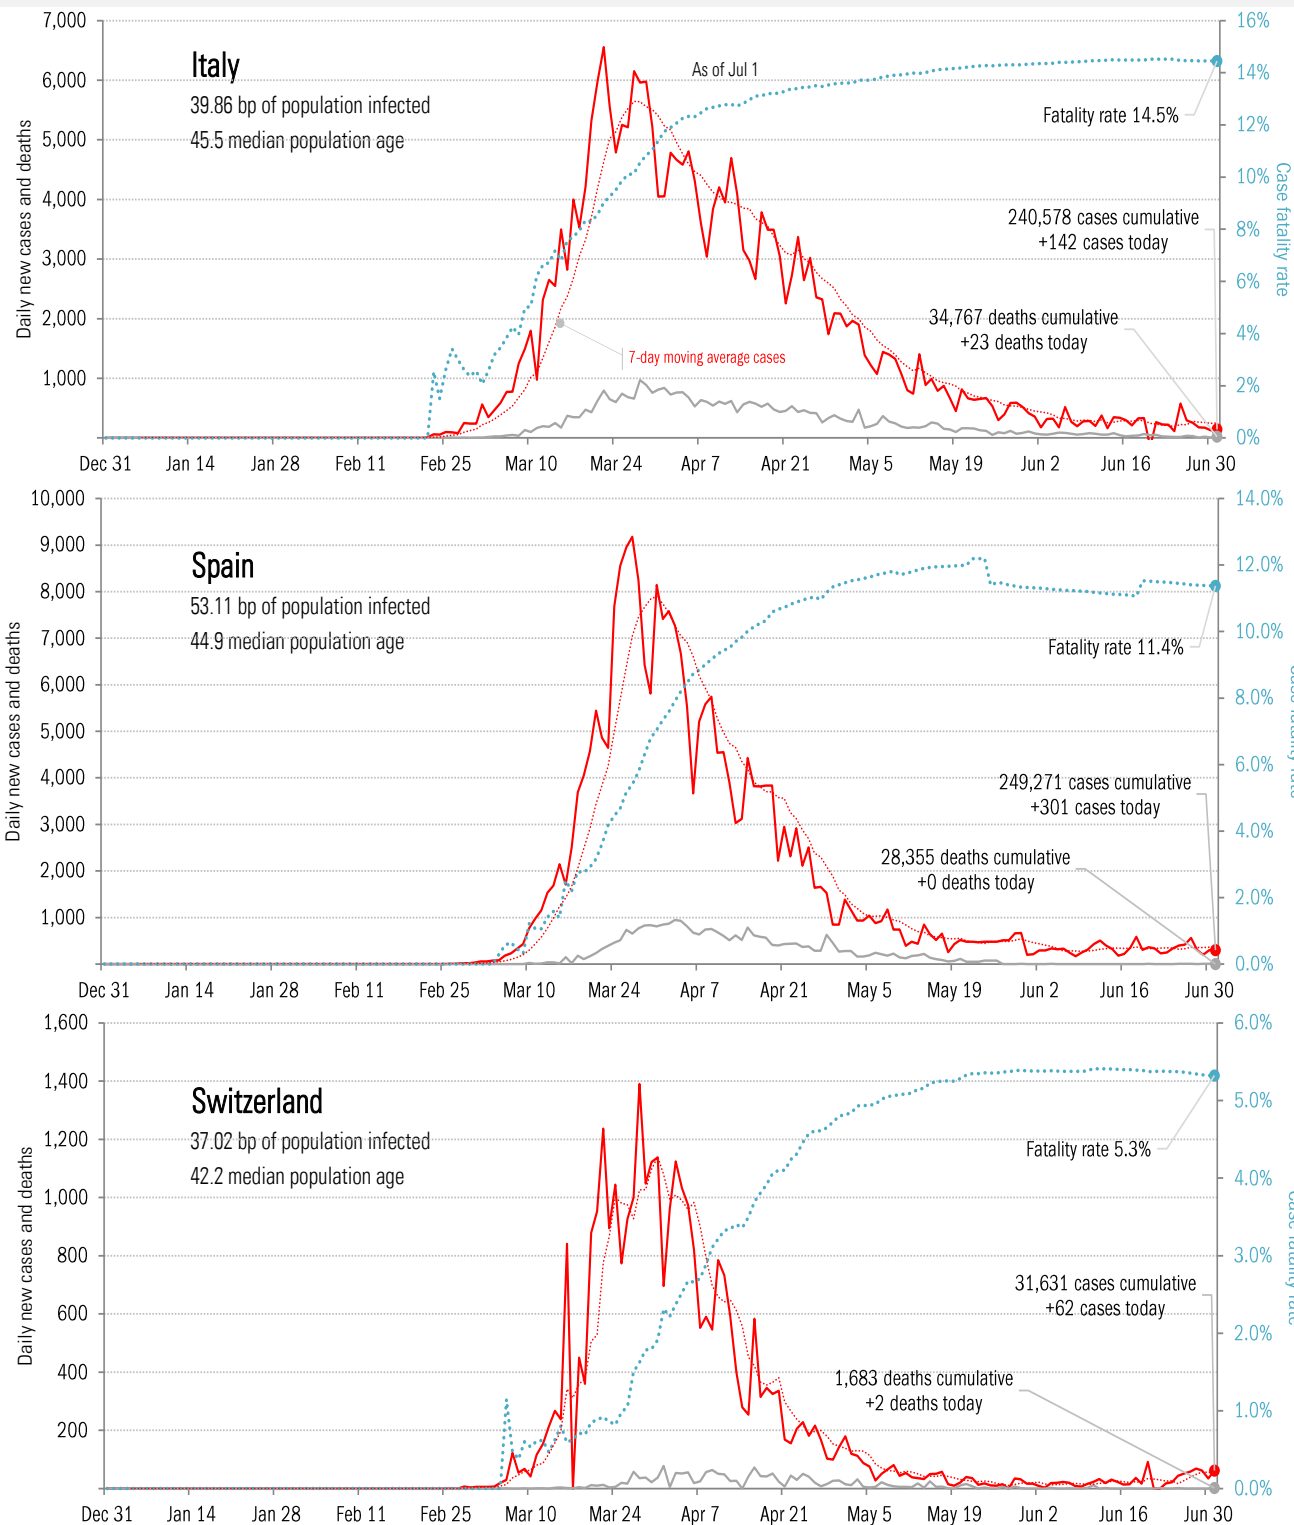 7,000
6,000
5,000
4,000
3,000
2,000
1,000
Daily new cases and deaths
Italy
39.86 bp of population infected
45.5 median population age
As of Jul 1
7-day moving average cases
Fatality rate 14.5%
240,578 cases cumulative
+142 cases today
34,767 deaths cumulative
+23 deaths today
16%
14%
12%
10%
8%
6%
4%
2%
0%
Case fatality rate
Dec 31 Jan 14 Jan 28 Feb 11 Feb 25 Mar 10 Mar 24 Apr 7 Apr 21 May 5 May 19 Jun 2 Jun 16 Jun 30
10,000
9,000
8,000
7,000
6,000
5,000
4,000
3,000
2,000
1,000
Daily new cases and deaths
Spain
53.11 bp of population infected
44.9 median population age
Fatality rate 11.4%
249,271 cases cumulative
+301 cases today
28,355 deaths cumulative
+0 deaths today
14.0%
12.0%
10.0%
8.0%
6.0%
4.0%
2.0%
0.0%
Dec 31 Jan 14 Jan 28 Feb 11 Feb 25 Mar 10 Mar 24 Apr 7 Apr 21 May 5 May 19 Jun 2 Jun 16 Jun 30
1,600
1,400
1,200
1,000
800
600
400
200
Daily new cases and deaths
Switzerland
37.02 bp of population infected
42.2 median population age
Fatality rate 5.3%
31,631 cases cumulative
+62 cases today
1,683 deaths cumulative
+2 deaths today
6.0%
5.0%
4.0%
3.0%
2.0%
1.0%
0.0%
Dec 31 Jan 14 Jan 28 Feb 11 Feb 25 Mar 10 Mar 24 Apr 7 Apr 21 May 5 May 19 Jun 2 Jun 16 Jun 30